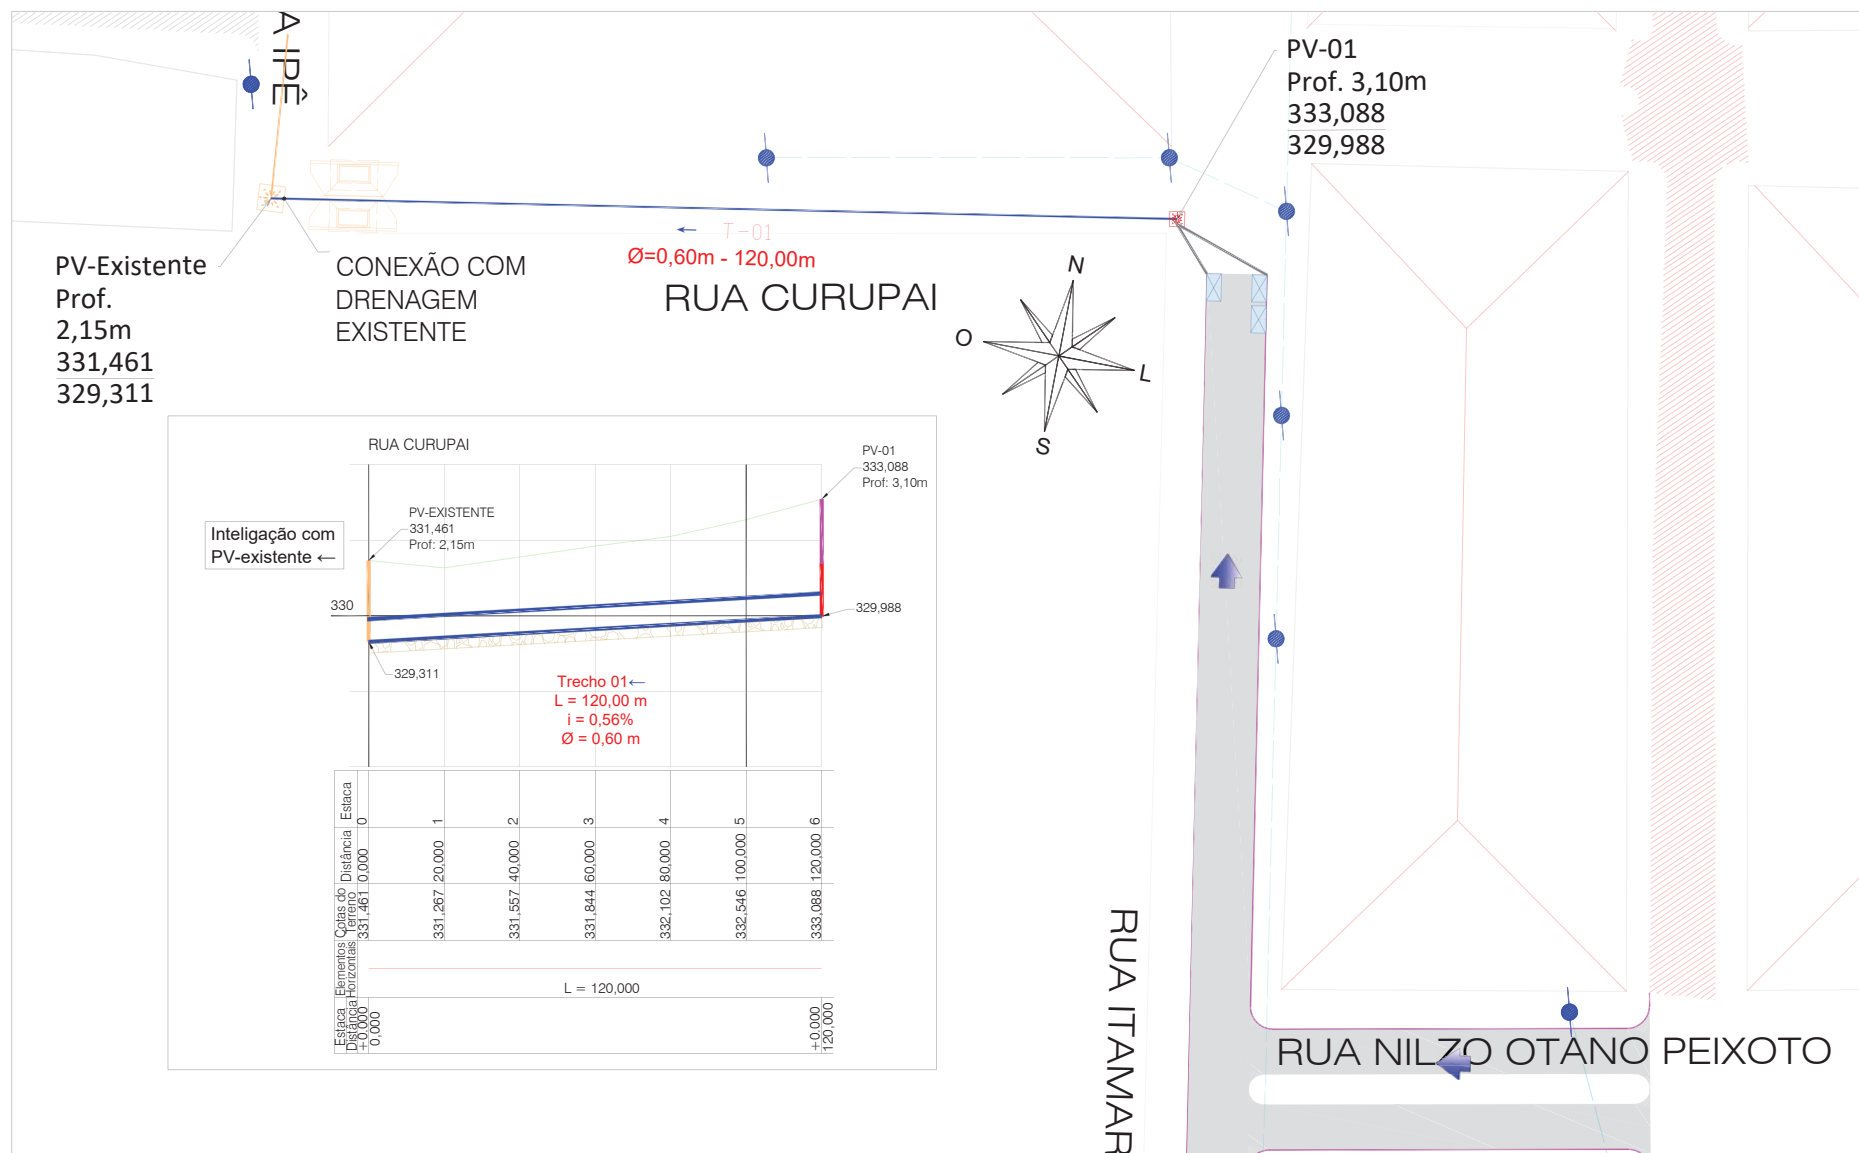 A IPÊ
PV-01
Prof. 3,10m
333,088
329,988
PV-Existente
Prof.
2,15m
331,461
329,311
CONEXÃO COM
DRENAGEM
EXISTENTE
T-01
Ø=0,60m - 120,00m
RUA CURUPAI
N
O
L
S
RUA CURUPAI
PV-01
333,088
Prof: 3,10m
PV-EXISTENTE
331,461
Prof: 2,15m
Inteligação com
PV-existente ←
330
329,988
329,311
Trecho 01←
L = 120,00 m
i = 0,56%
Ø = 0,60 m
Estaca
0
1
2
3
4
5
6
Distância
0,000
20,000
40,000
60,000
80,000
100,000
120,000
Cotas do
Terreno
331,461
331,267
331,557
331,844
332,102
332,546
333,088
Elementos
Horizontais
L = 120,000
Estaca
Distância
+0.000
0,000
+0.000
120,000
RUA ITAMAR
RUA NILZO OTANO PEIXOTO